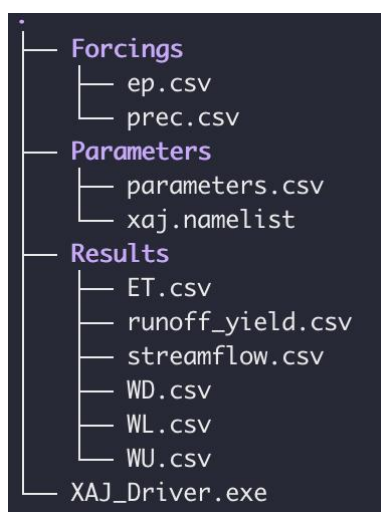 .
├── Forcings
│   ├── ep.csv
│   └── prec.csv
├── Parameters
│   ├── parameters.csv
│   └── xaj.namelist
├── Results
│   ├── ET.csv
│   ├── runoff_yield.csv
│   ├── streamflow.csv
│   ├── WD.csv
│   ├── WL.csv
│   └── WU.csv
└── XAJ_Driver.exe